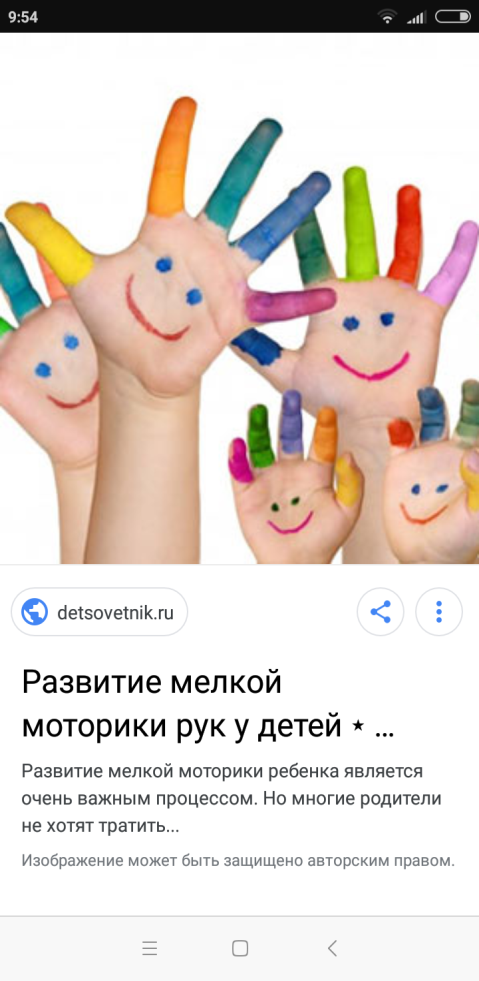 9:54
detsovetnik.ru
Развитие мелкой
моторики рук у детей ⋆ ...
Развитие мелкой моторики ребенка является
очень важным процессом. Но многие родители
не хотят тратить...
Изображение может быть защищено авторским правом.